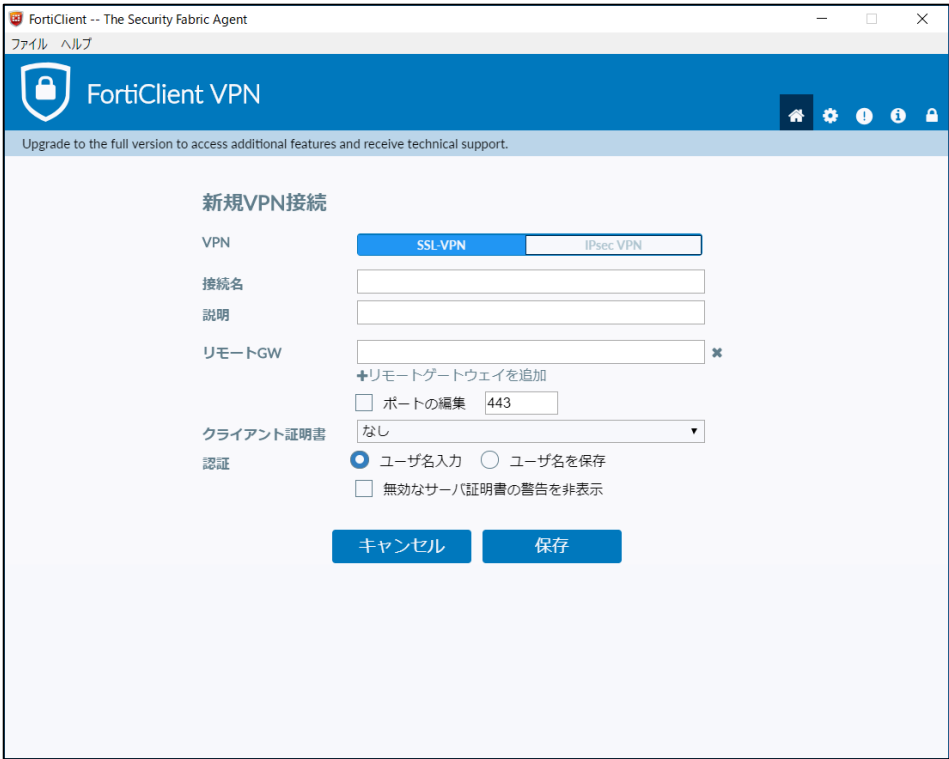 FortiClient -- The Security Fabric Agent
ファイル ヘルプ
FortiClient VPN
Upgrade to the full version to access additional features and receive technical support.
新規VPN接続
VPN SSL-VPN IPsec VPN
接続名
説明
リモートGW
+リモートゲートウェイを追加
ポートの編集 443
クライアント証明書 なし
認証 ユーザ名入力 ユーザ名を保存
無効なサーバ証明書の警告を非表示
キャンセル 保存